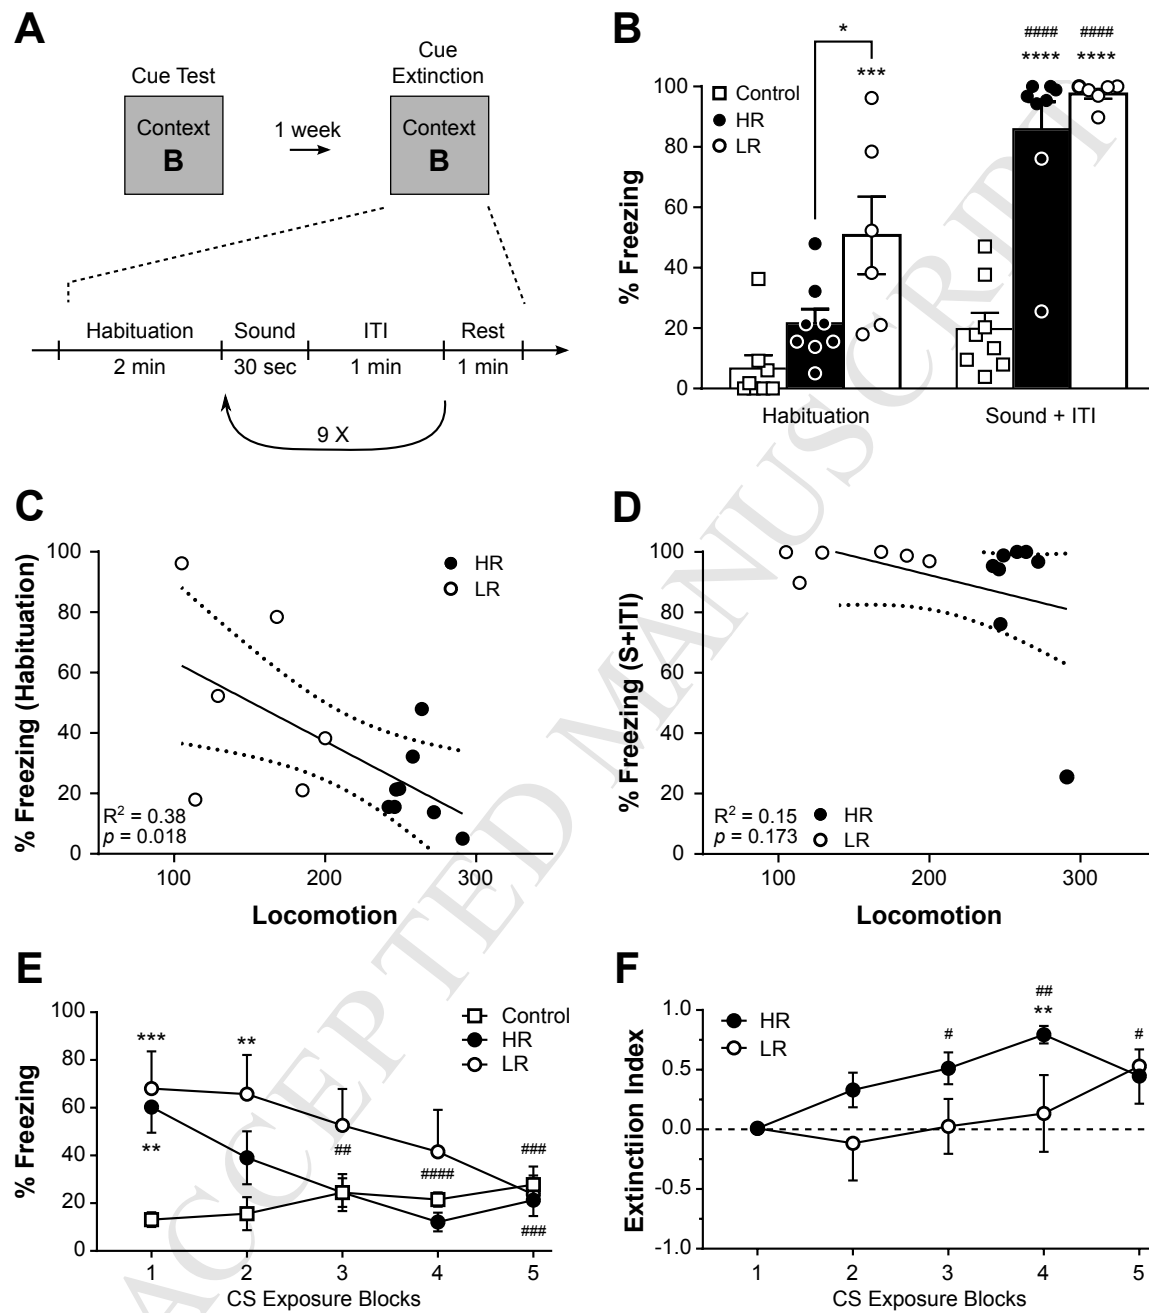 A
Cue Test
Cue
Extinction
Context
B
1 week
Context
B
Habituation
Sound
ITI
Rest
2 min
30 sec
1 min
1 min
9 X
B
% Freezing
100
80
60
40
20
0
Control
HR
LR
*
***
####
****
####
****
Habituation
Sound + ITI
C
% Freezing (Habituation)
100
80
60
40
20
0
HR
LR
R² = 0.38
p = 0.018
100
200
300
Locomotion
D
% Freezing (S+ITI)
100
80
60
40
20
0
R² = 0.15
p = 0.173
HR
LR
100
200
300
Locomotion
E
% Freezing
100
80
60
40
20
0
Control
HR
LR
***
**
**
##
####
###
###
1
2
3
4
5
CS Exposure Blocks
F
Extinctiion Index
1.0
0.5
0.0
-0.5
-1.0
HR
LR
#
##
**
#
1
2
3
4
5
CS Exposure Blocks
ACCEPTED MANUSCRIPT